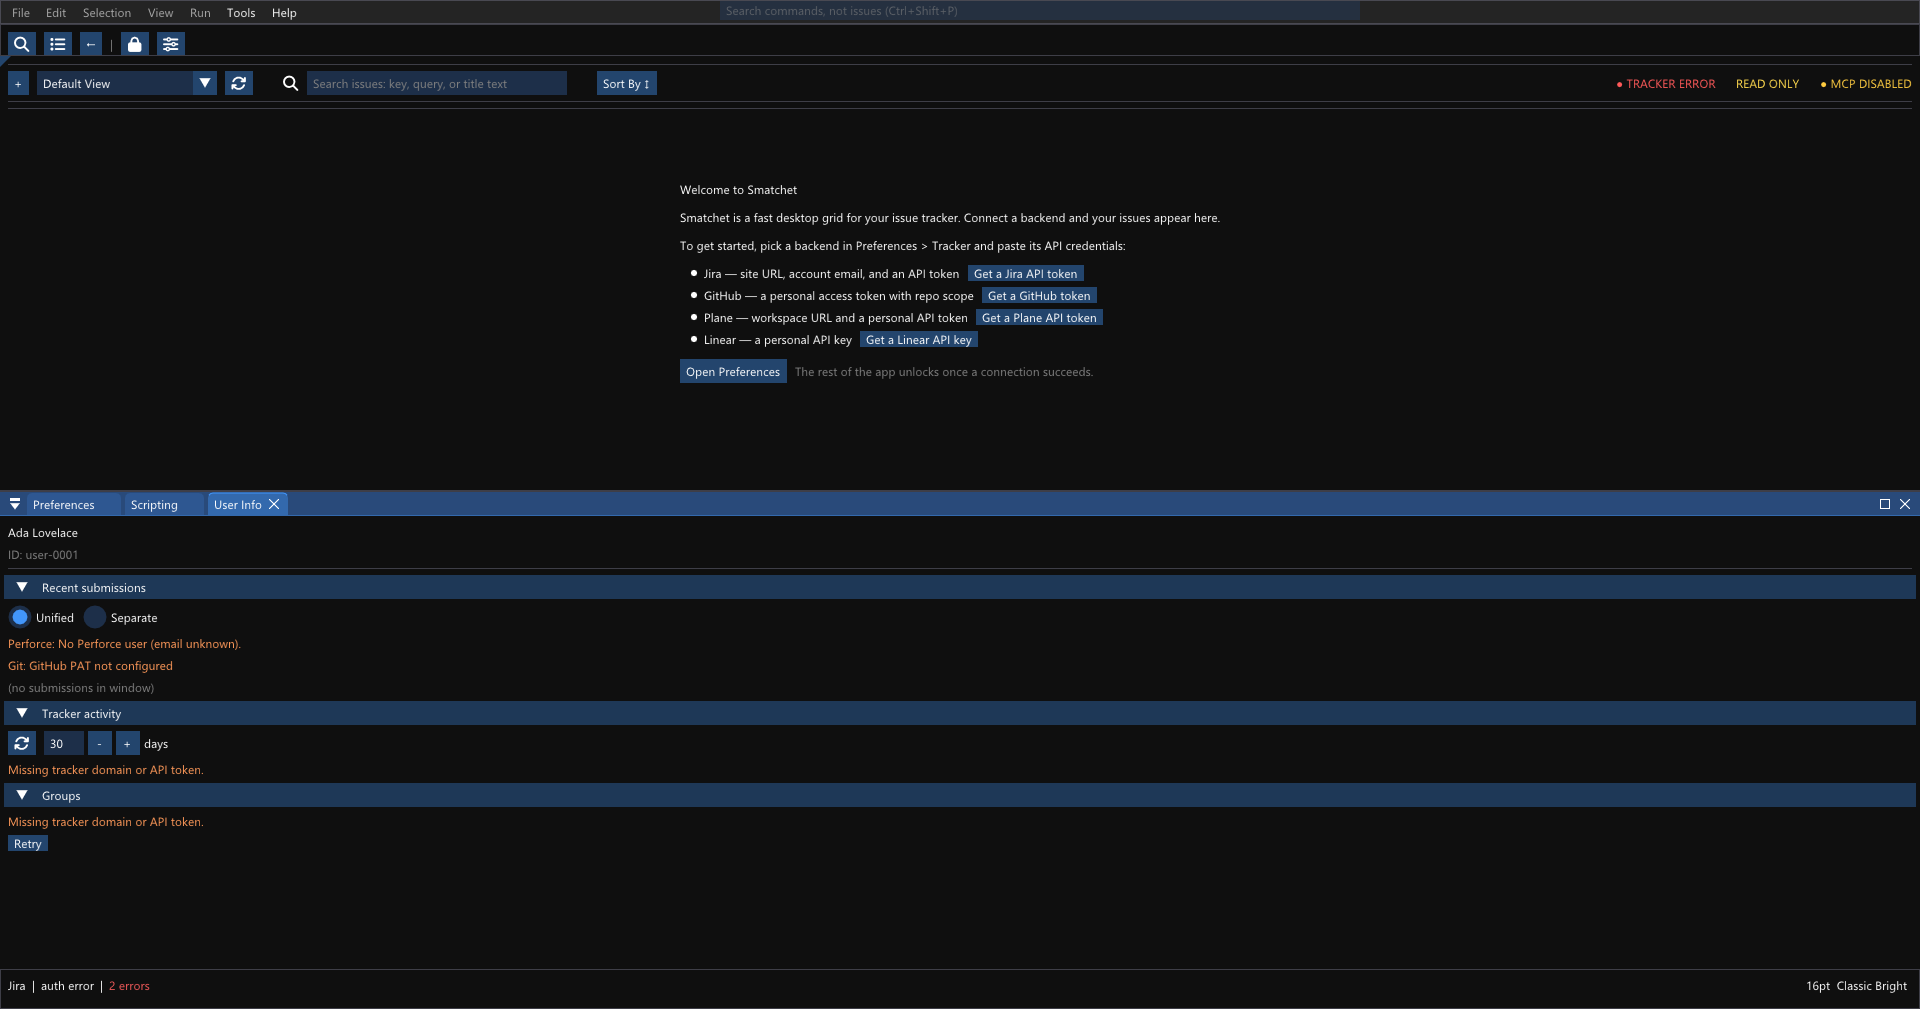 File Edit Selection View Run Tools Help Search commands, not issues (Ctrl+Shift+P)
← |
+ Default View Search issues: key, query, or title text Sort By ↕ ● TRACKER ERROR READ ONLY ● MCP DISABLED
Welcome to Smatchet
Smatchet is a fast desktop grid for your issue tracker. Connect a backend and your issues appear here.
To get started, pick a backend in Preferences > Tracker and paste its API credentials:
● Jira — site URL, account email, and an API token Get a Jira API token
● GitHub — a personal access token with repo scope Get a GitHub token
● Plane — workspace URL and a personal API token Get a Plane API token
● Linear — a personal API key Get a Linear API key
Open Preferences The rest of the app unlocks once a connection succeeds.
Preferences Scripting User Info
Ada Lovelace
ID: user-0001
Recent submissions
Unified Separate
Perforce: No Perforce user (email unknown).
Git: GitHub PAT not configured
(no submissions in window)
Tracker activity
30 - + days
Missing tracker domain or API token.
Groups
Missing tracker domain or API token.
Retry
Jira | auth error | 2 errors 16pt Classic Bright